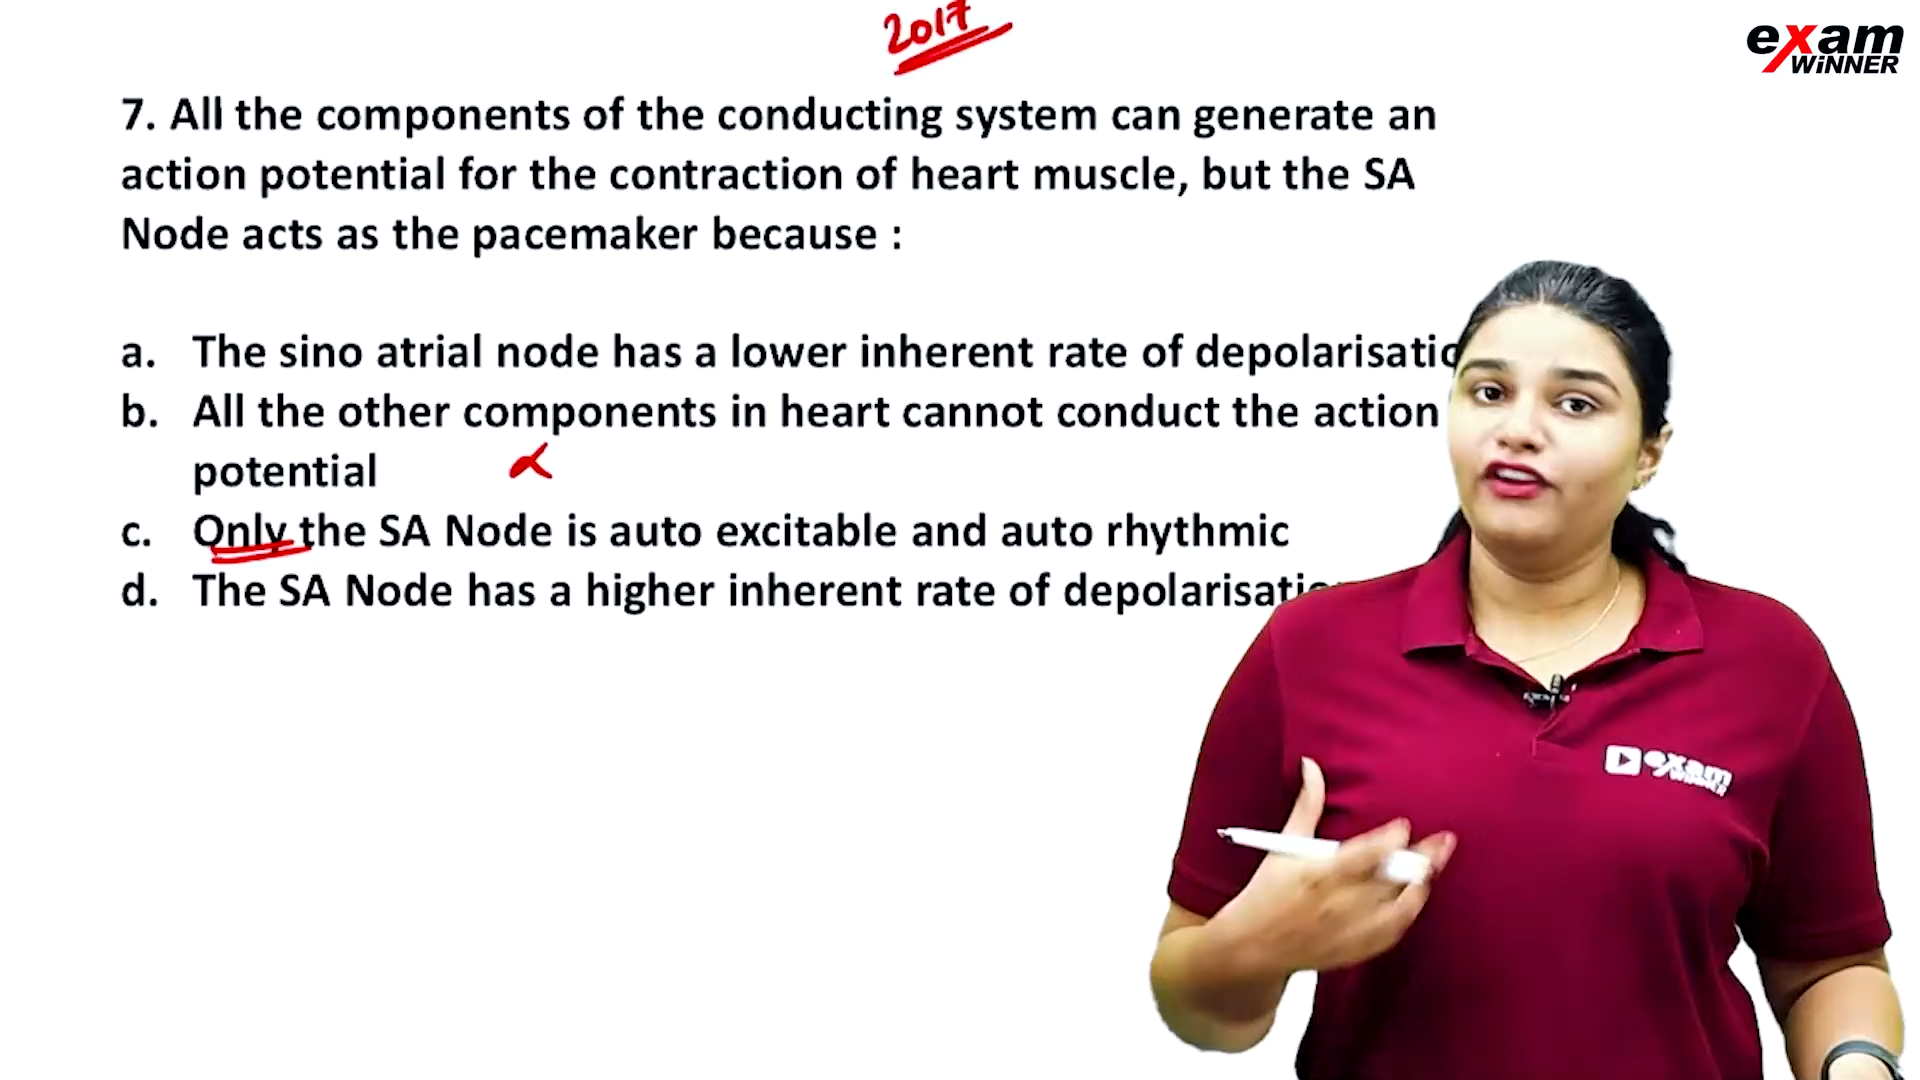 2017
exam
WiNNER
7. All the components of the conducting system can generate an
action potential for the contraction of heart muscle, but the SA
Node acts as the pacemaker because :
a. The sino atrial node has a lower inherent rate of depolarisatio
b. All the other components in heart cannot conduct the action
potential
c. Only the SA Node is auto excitable and auto rhythmic
d. The SA Node has a higher inherent rate of depolarisatio
exam
WINNER